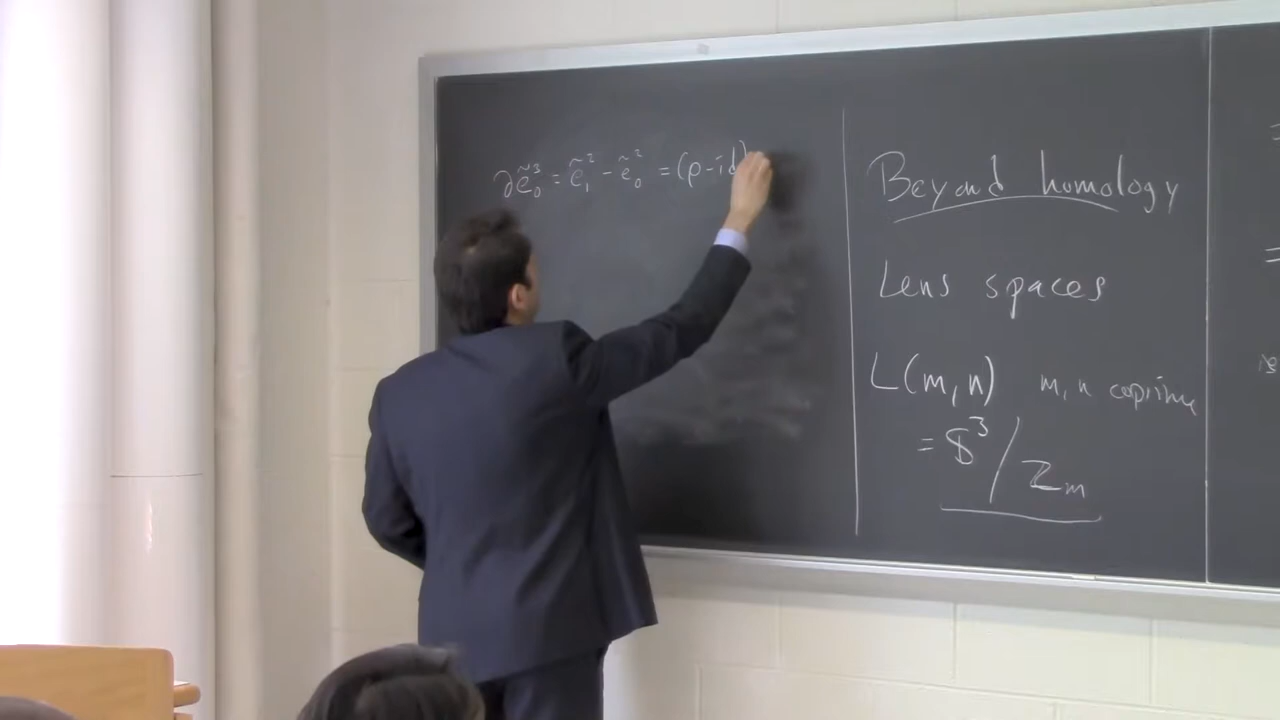 ∂ẽ₀³ = ẽ₁² - ẽ₀² = (ρ-id)
Beyond homology
Lens spaces
L(m,n) m, n coprime
= S³/ℤₘ